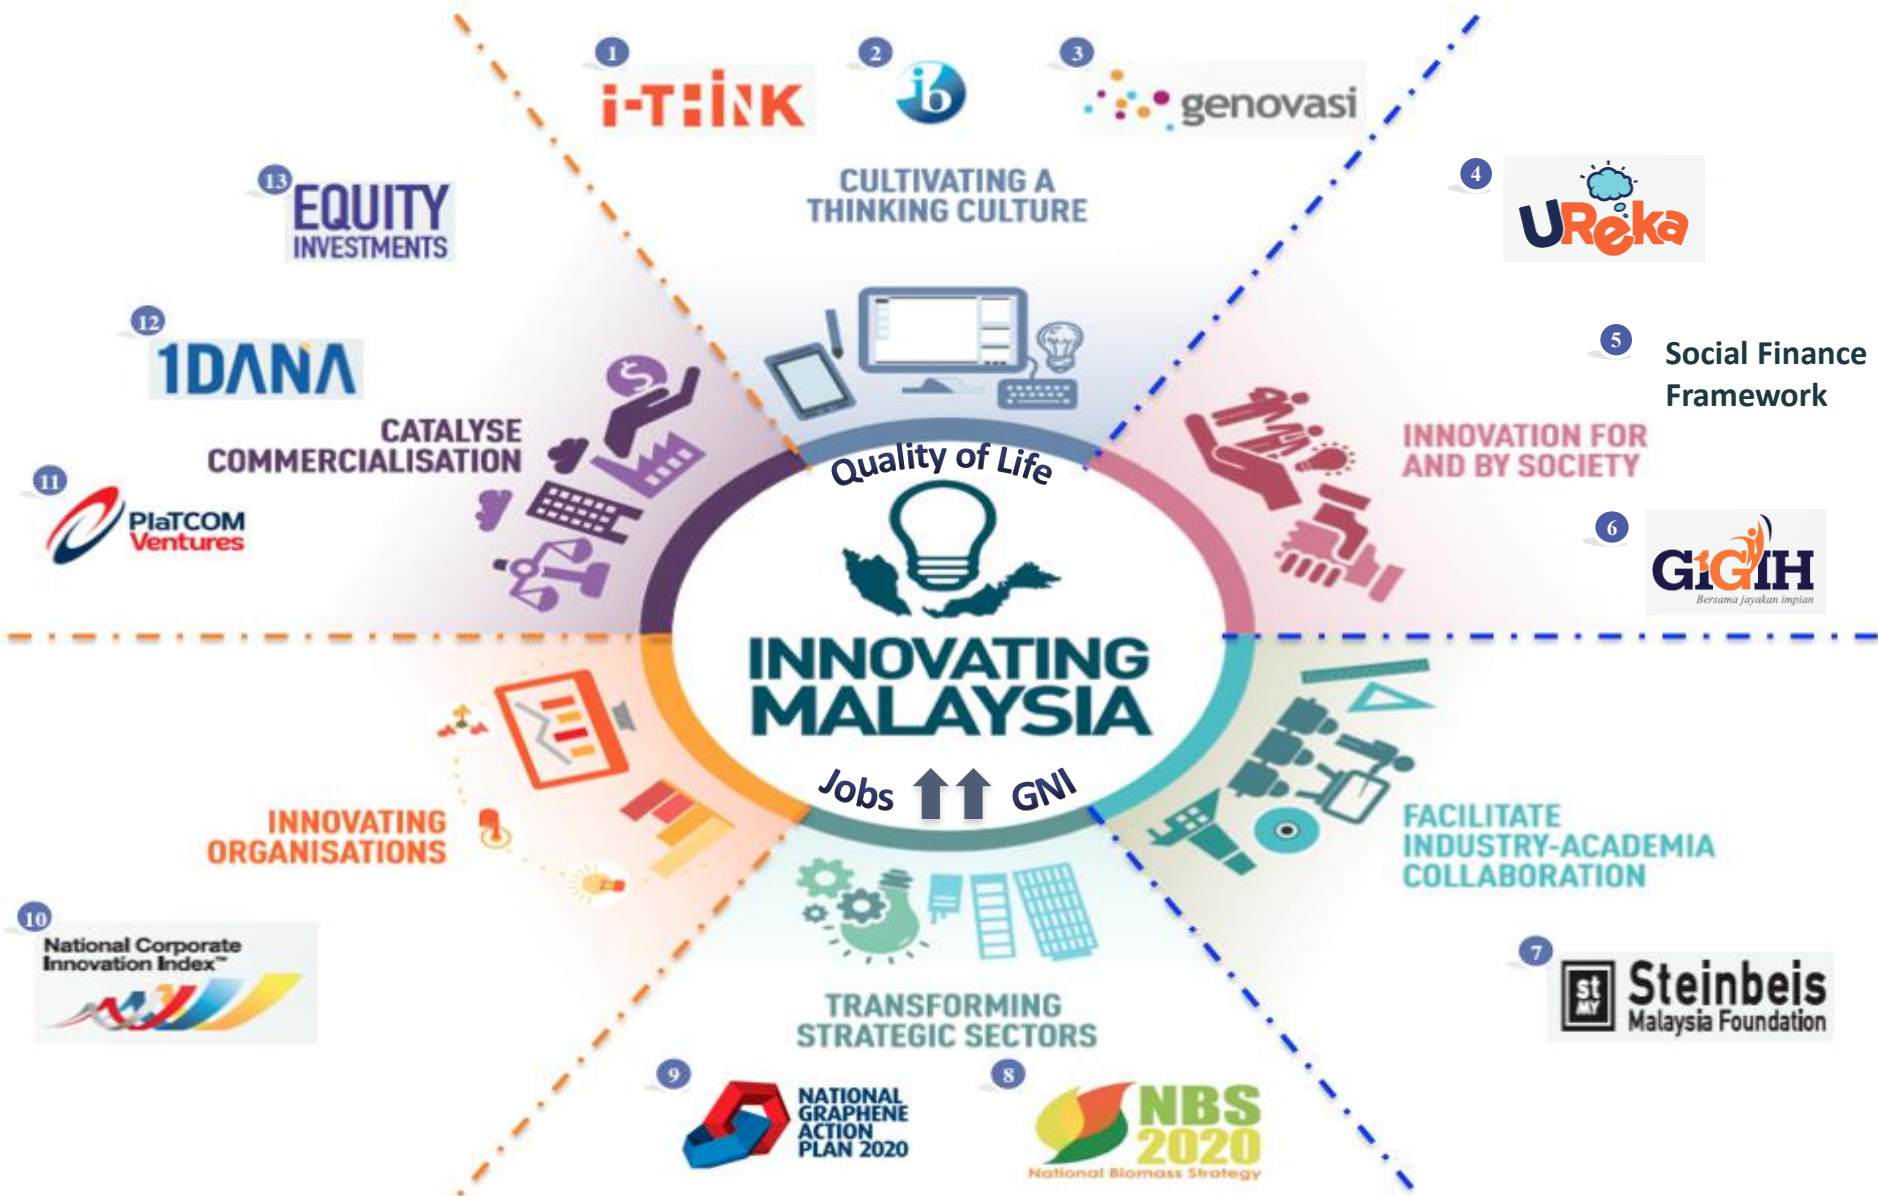 1
i-THiNK
2
ib
3
genovasi
CULTIVATING A
THINKING CULTURE
4
UReka
5
Social Finance
Framework
INNOVATION FOR
AND BY SOCIETY
6
G1GIH
Bersama jayakan impian
FACILITATE
INDUSTRY-ACADEMIA
COLLABORATION
7
st
MY
Steinbeis
Malaysia Foundation
TRANSFORMING
STRATEGIC SECTORS
8
NBS
2020
National Biomass Strategy
9
NATIONAL
GRAPHENE
ACTION
PLAN 2020
INNOVATING
ORGANISATIONS
10
National Corporate
Innovation Index™
CATALYSE
COMMERCIALISATION
11
PlaTCOM
Ventures
12
1DANA
13
EQUITY
INVESTMENTS
$
Quality of Life
INNOVATING
MALAYSIA
Jobs GNI